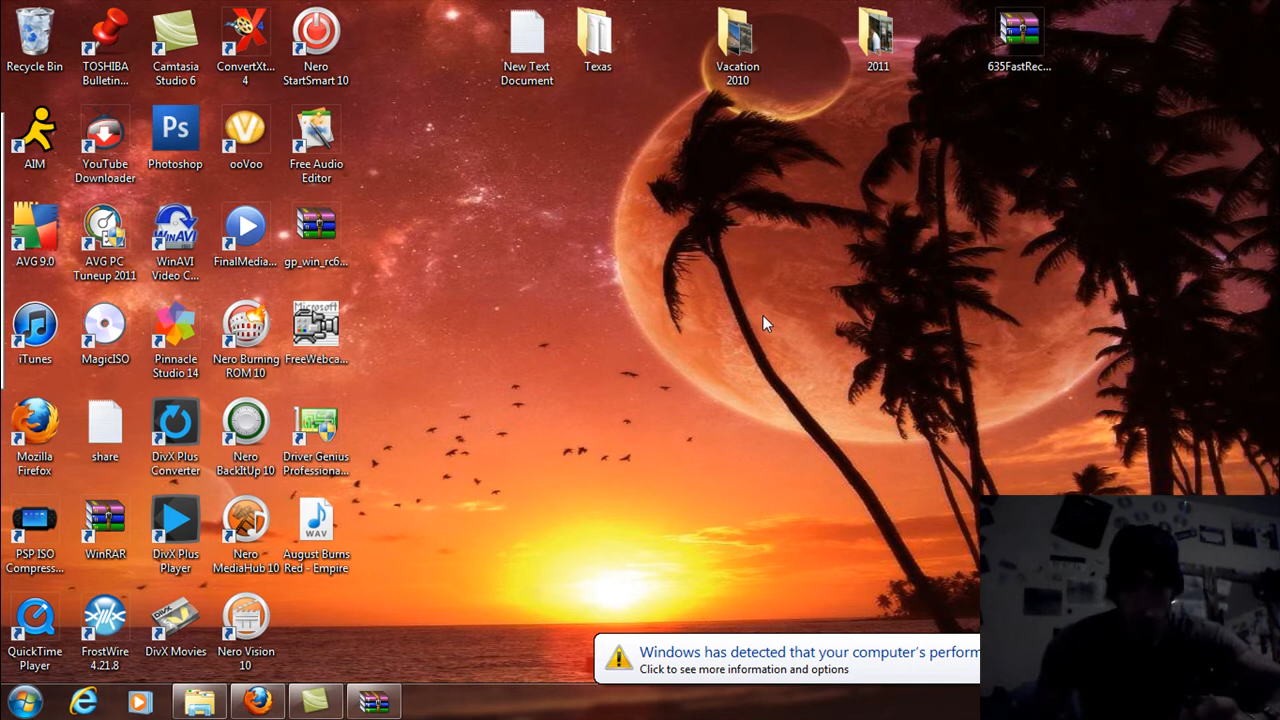 Recycle Bin
TOSHIBA
Bulletin...
Camtasia
Studio 6
ConvertXt...
4
Nero
StartSmart 10
New Text
Document
Texas
Vacation
2010
2011
635FastRec...
AIM
YouTube
Downloader
Ps
Photoshop
ooVoo
Free Audio
Editor
AVG 9.0
AVG PC
Tuneup 2011
WinAVI
WinAVI
Video C...
FinalMedia...
gp_win_rc6...
iTunes
MagicISO
Pinnacle
Studio 14
Nero Burning
ROM 10
Microsoft
FreeWebca...
Mozilla
Firefox
share
DivX Plus
Converter
Nero
BackItUp 10
Driver Genius
Professiona...
PSP ISO
Compress...
WinRAR
DivX Plus
Player
Nero
MediaHub 10
WAV
August Burns
Red - Empire
QuickTime
Player
FrostWire
4.21.8
DIVX
DivX Movies
Nero Vision
10
Windows has detected that your computer's perform
Click to see more information and options